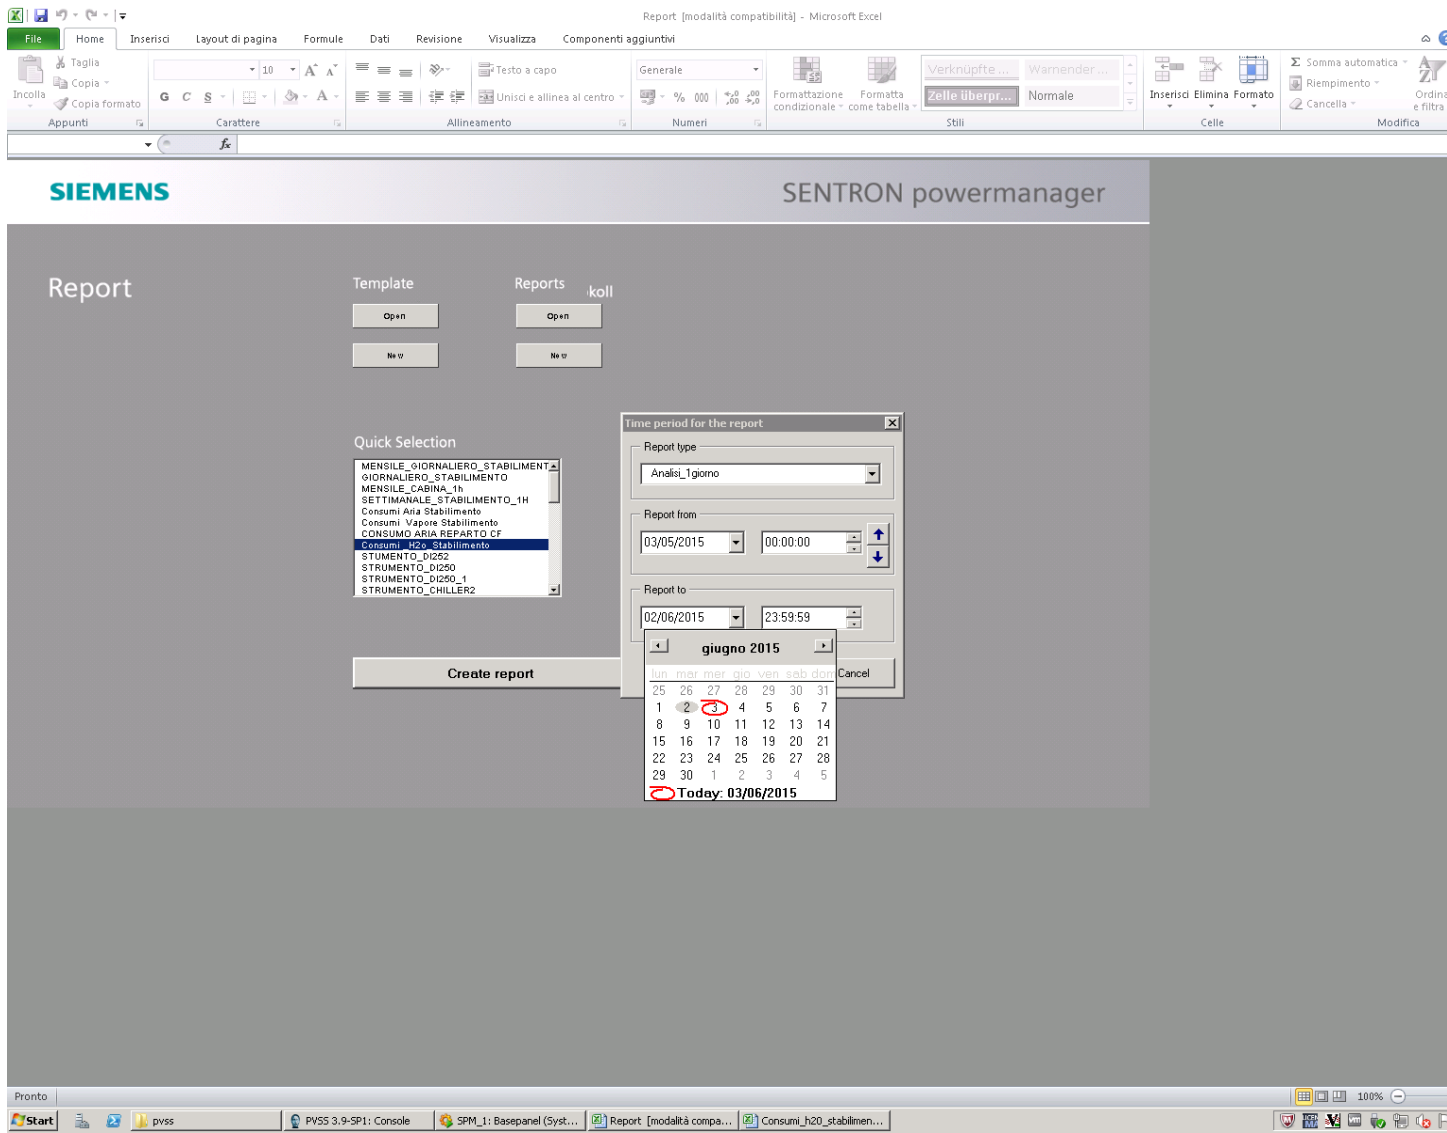 Report [modalità compatibilità] - Microsoft Excel
File Home Inserisci Layout di pagina Formule Dati Revisione Visualizza Componenti aggiuntivi
Incolla
Taglia
Copia
Copia formato
Appunti
10
G C S
Carattere
Testo a capo
Unisci e allinea al centro
Allineamento
Generale
% 000
Numeri
Formattazione condizionale
Formatta come tabella
Verknüpfte ...
Warnender ...
Zelle überpr...
Normale
Stili
Inserisci Elimina Formato
Celle
Somma automatica
Riempimento
Cancella
Modifica
SIEMENS
SENTRON powermanager
Report
Template
Reports
koll
Open
Open
New
New
Quick Selection
MENSILE_GIORNALIERO_STABILIMENT
GIORNALIERO_STABILIMENTO
MENSILE_CABINA_1h
SETTIMANALE_STABILIMENTO_1H
Consumi Aria Stabilimento
Consumi Vapore Stabilimento
CONSUMO ARIA REPARTO CF
Consumi _H2o_Stabilimento
STUMENTO_DI252
STRUMENTO_DI250
STRUMENTO_DI250_1
STRUMENTO_CHILLER2
Create report
Time period for the report
Report type
Analisi_1giorno
Report from
03/05/2015 00:00:00
Report to
02/06/2015 23:59:59
Cancel
giugno 2015
lun mar mer gio ven sab dom
25 26 27 28 29 30 31
1 2 3 4 5 6 7
8 9 10 11 12 13 14
15 16 17 18 19 20 21
22 23 24 25 26 27 28
29 30 1 2 3 4 5
Today: 03/06/2015
Pronto
100%
Start
pvss
PVSS 3.9-SP1: Console
SPM_1: Basepanel (Syst...
Report [modalità compa...
Consumi_h20_stabilimen...